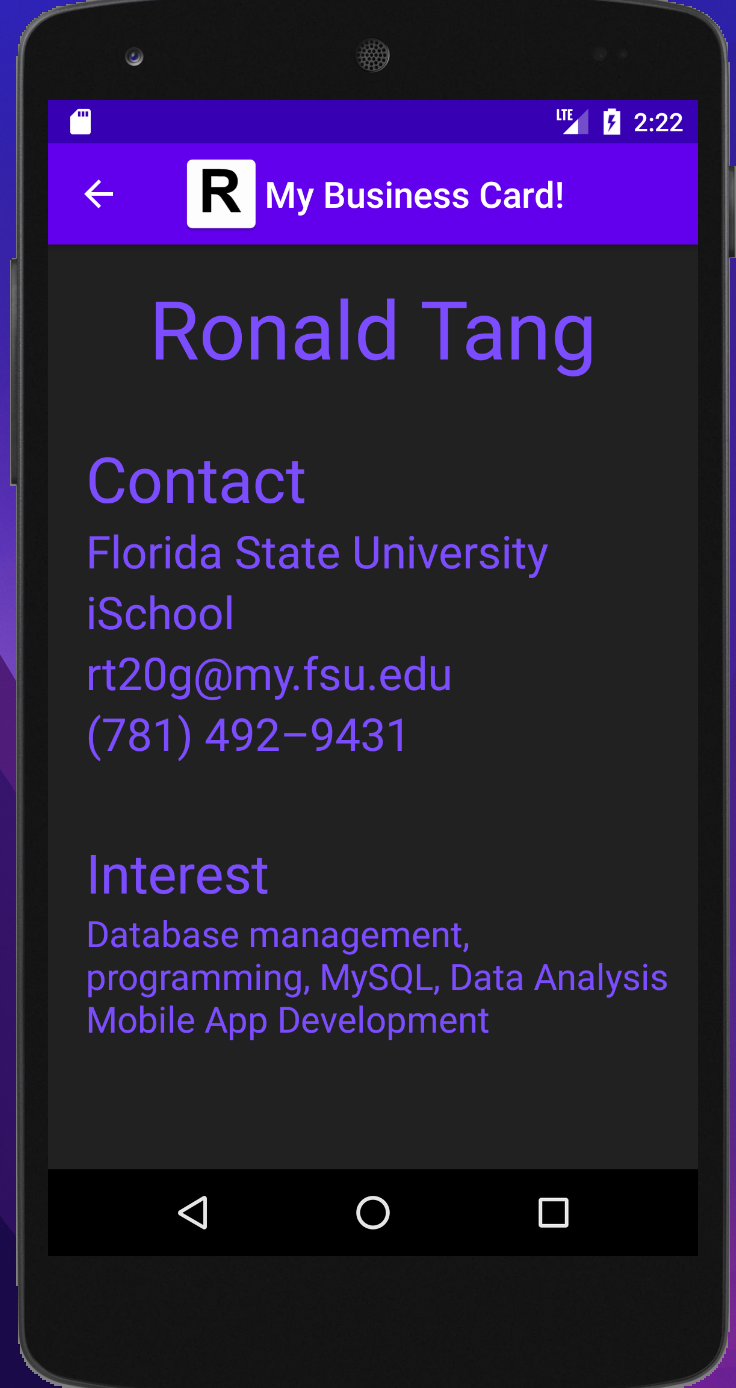 LTE 2:22
R My Business Card!
Ronald Tang
Contact
Florida State University
iSchool
rt20g@my.fsu.edu
(781) 492–9431
Interest
Database management,
programming, MySQL, Data Analysis
Mobile App Development